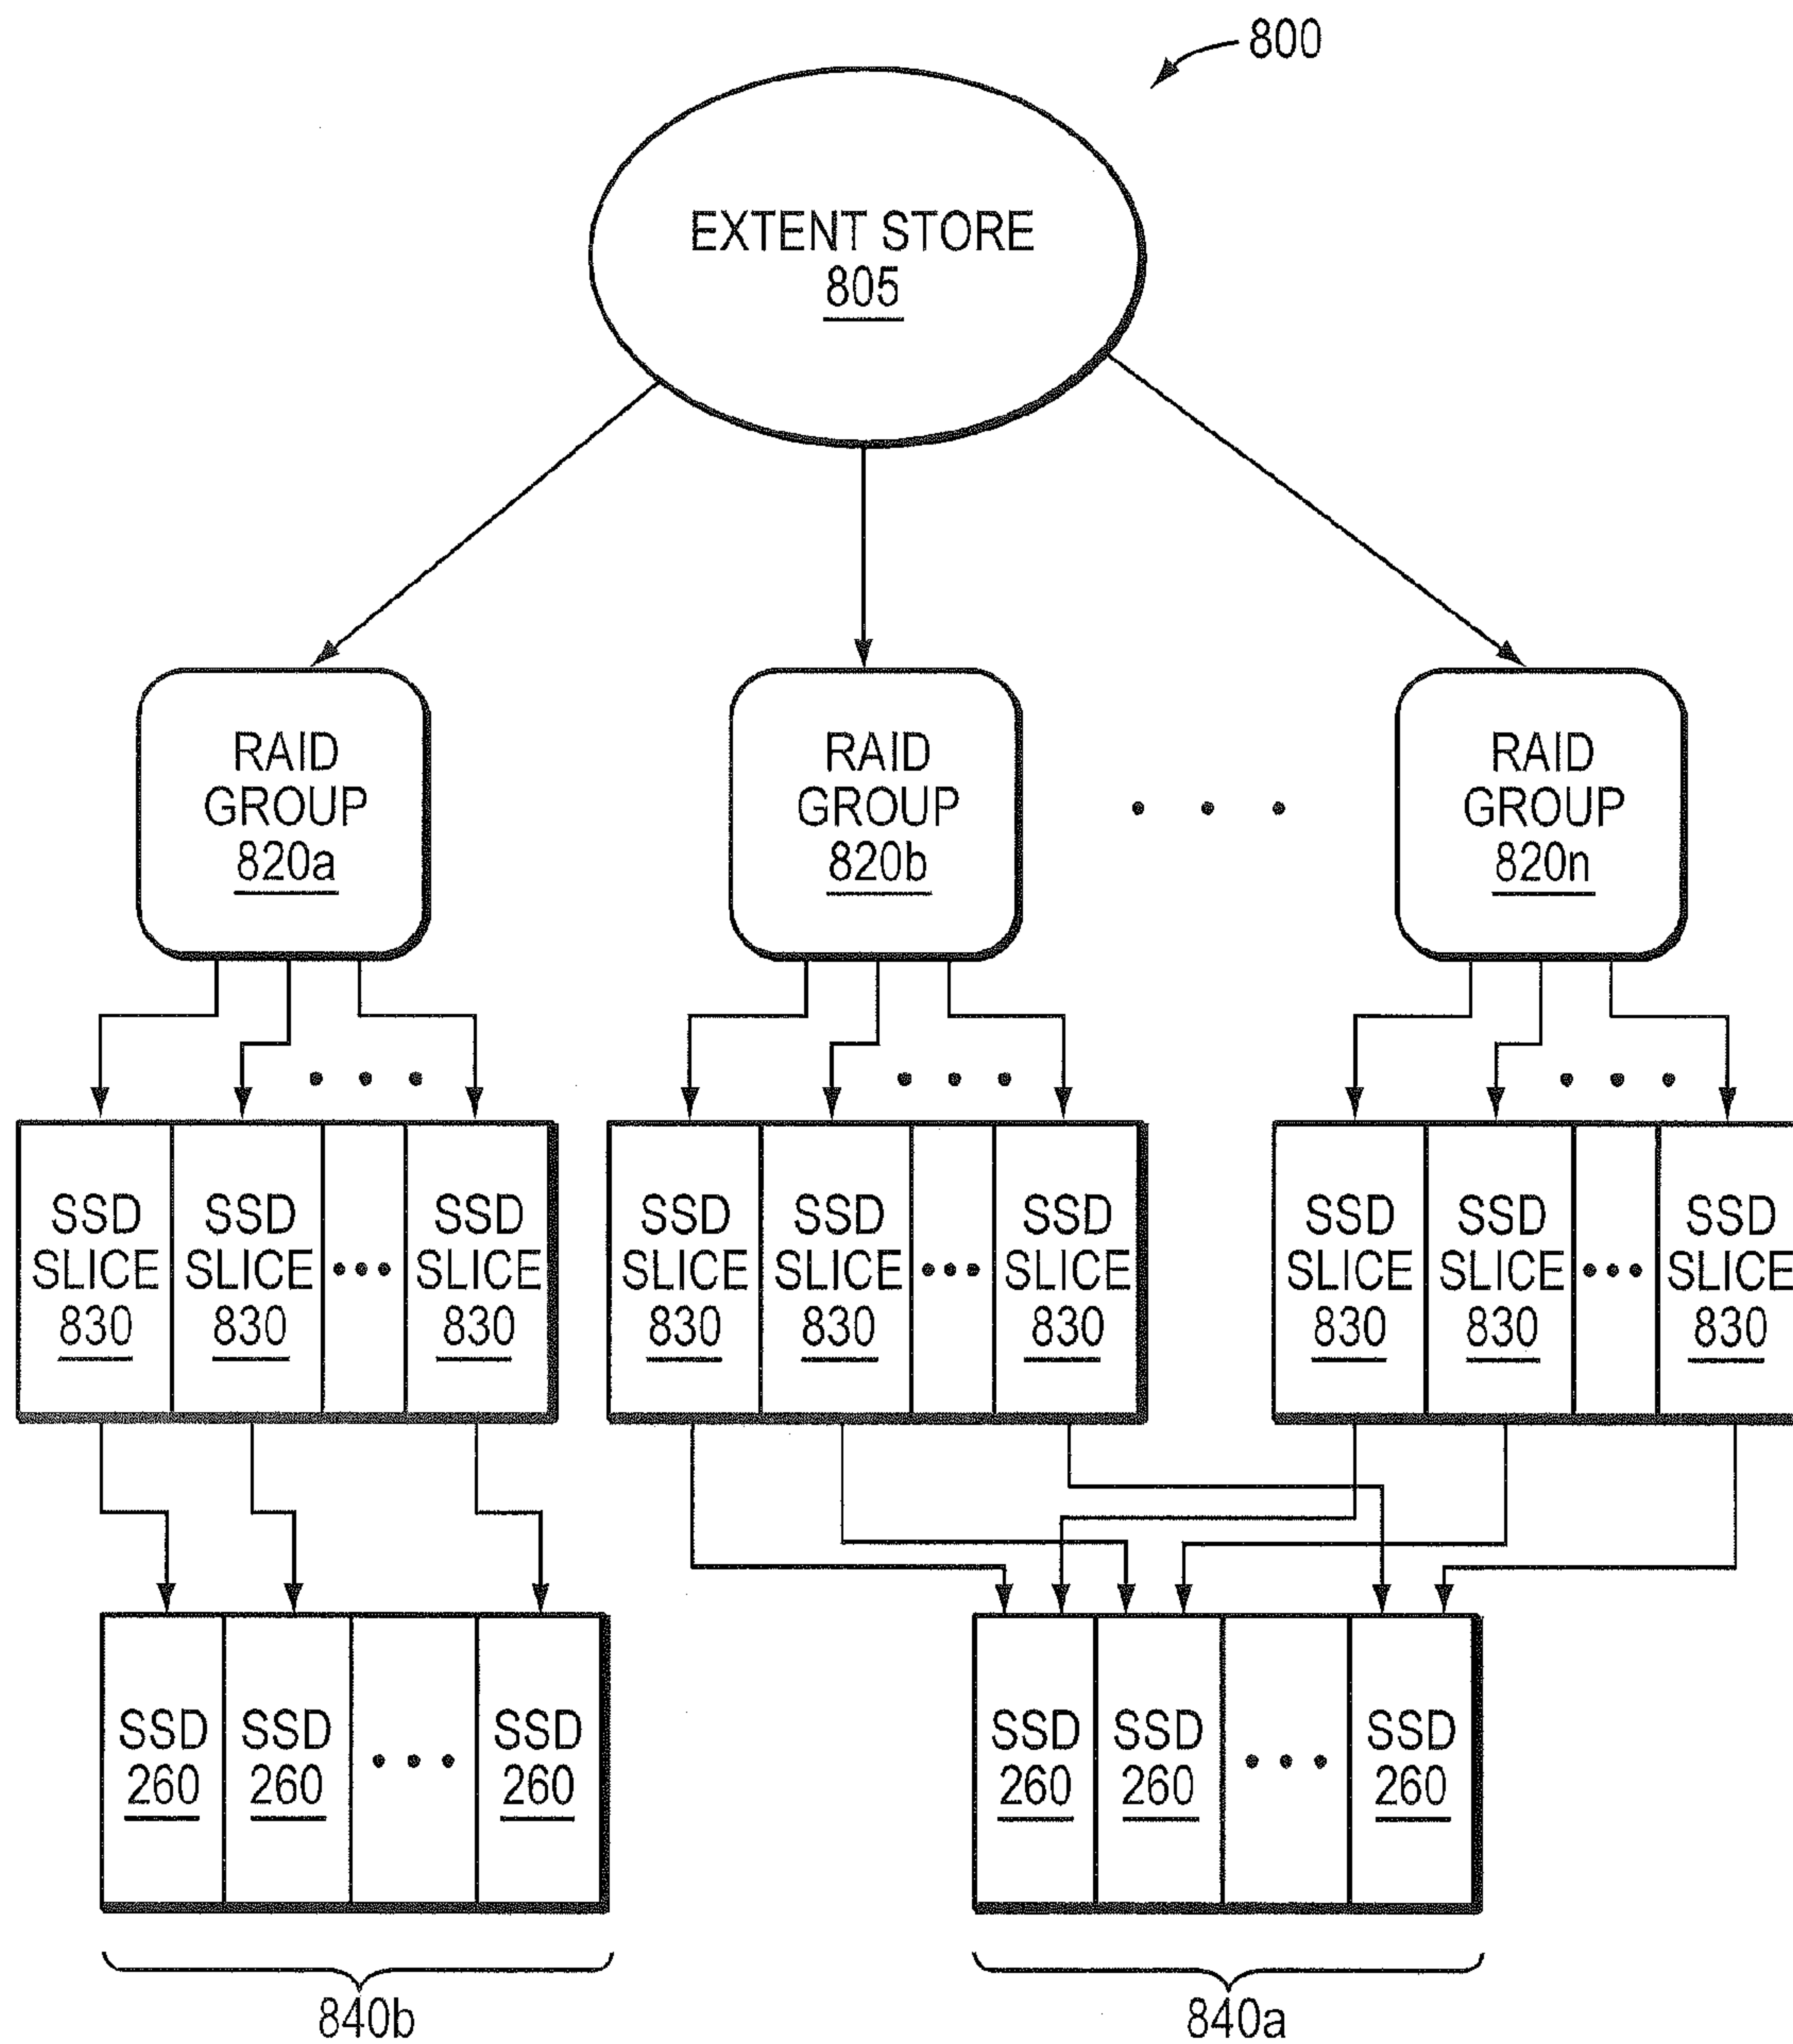 800
EXTENT STORE
805
RAID
GROUP
820a
RAID
GROUP
820b
RAID
GROUP
820n
SSD
SLICE
830
SSD
SLICE
830
SSD
SLICE
830
SSD
SLICE
830
SSD
SLICE
830
SSD
SLICE
830
SSD
SLICE
830
SSD
SLICE
830
SSD
SLICE
830
SSD
260
SSD
260
SSD
260
SSD
260
SSD
260
SSD
260
840b
840a